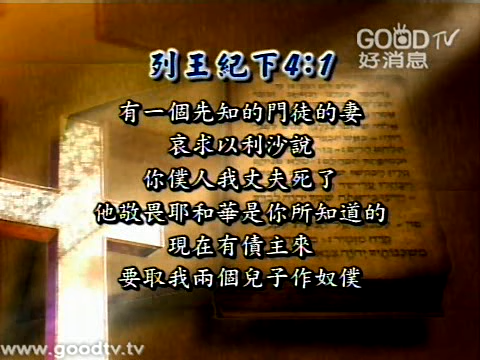 GOOD TV
好消息
列王紀下4:1
有一個先知的門徒的妻
哀求以利沙說
你僕人我丈夫死了
他敬畏耶和華是你所知道的
現在有債主來
要取我兩個兒子作奴僕
www.goodtv.tv